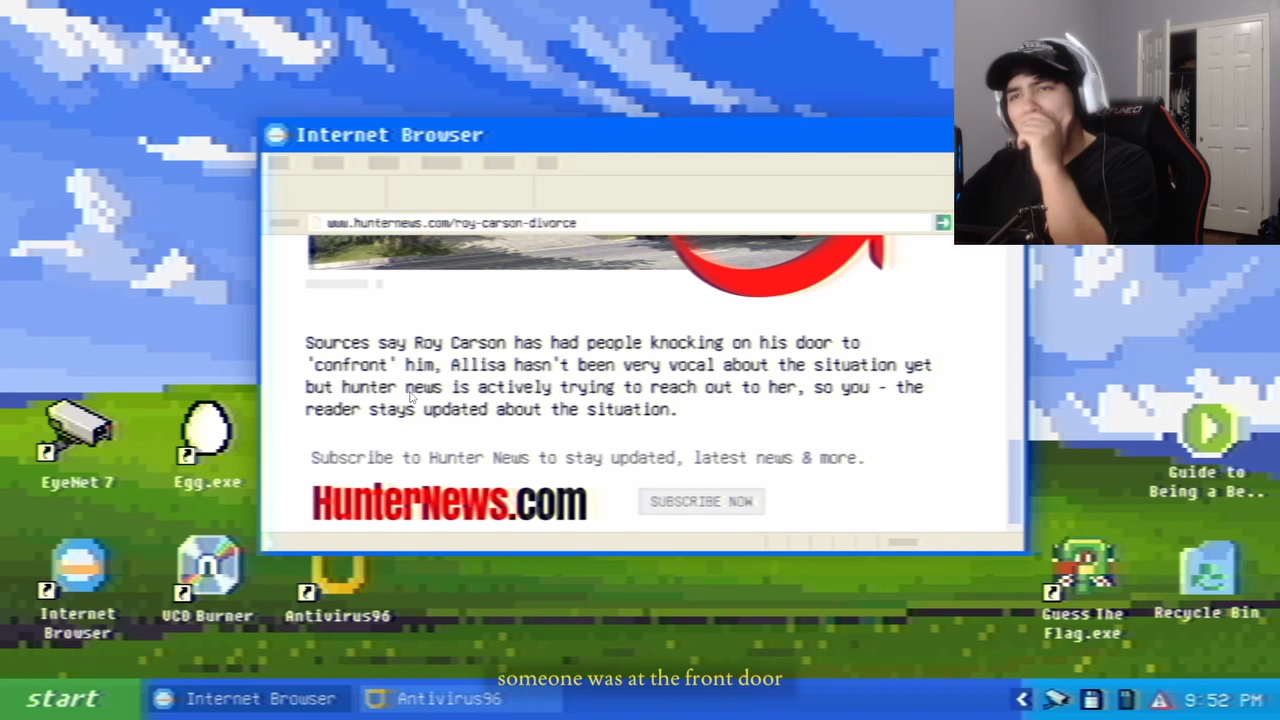 Internet Browser
www.hunternews.com/roy-carson-divorce
Sources say Roy Carson has had people knocking on his door to
'confront' him, Allisa hasn't been very vocal about the situation yet
but hunter news is actively trying to reach out to her, so you - the
reader stays updated about the situation.
Subscribe to Hunter News to stay updated, latest news & more.
HunterNews.com
SUBSCRIBE NOW
EyeNet 7
Egg.exe
Internet
Browser
VCD Burner
Antivirus96
Guide to
Being a Be..
Guess The
Flag.exe
Recycle Bin
someone was at the front door
start
Internet Browser
Antivirus96
9:52 PM